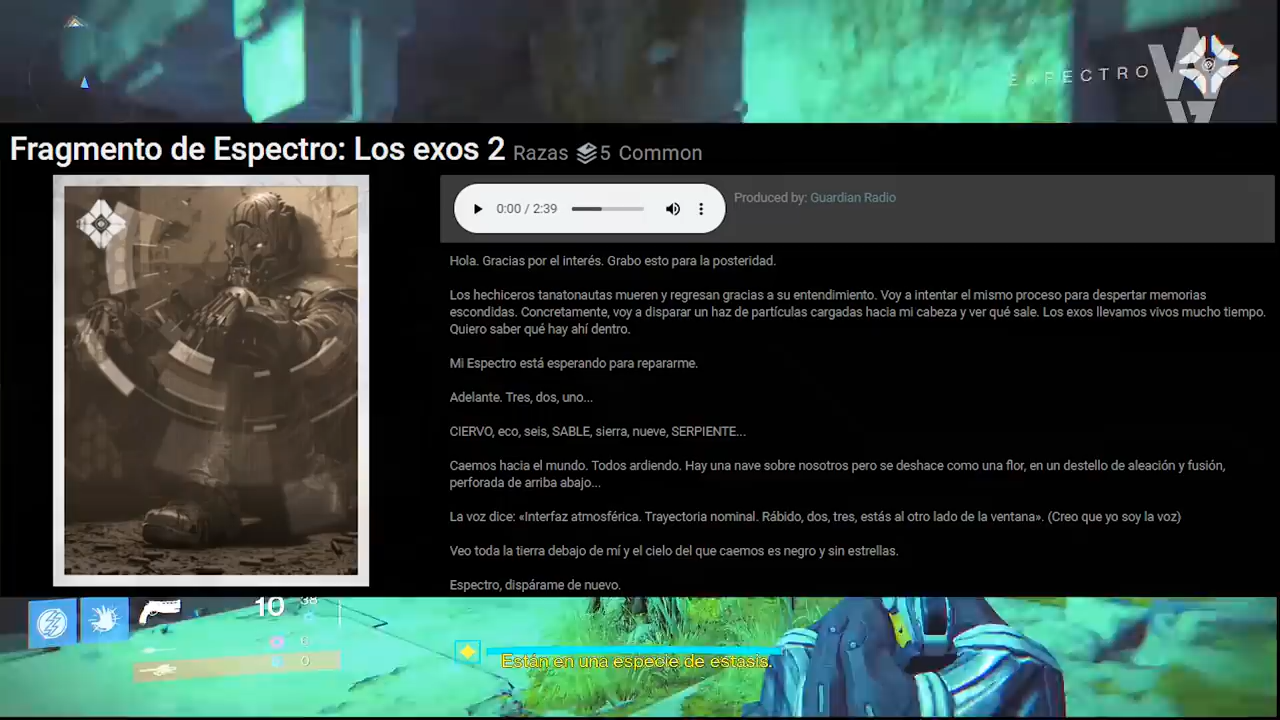 ESPECTRO
Fragmento de Espectro: Los exos 2 Razas 5 Common
0:00 / 2:39
Produced by: Guardian Radio
Hola. Gracias por el interés. Grabo esto para la posteridad.
Los hechiceros tanatonautas mueren y regresan gracias a su entendimiento. Voy a intentar el mismo proceso para despertar memorias
escondidas. Concretamente, voy a disparar un haz de partículas cargadas hacia mi cabeza y ver qué sale. Los exos llevamos vivos mucho tiempo.
Quiero saber qué hay ahí dentro.
Mi Espectro está esperando para repararme.
Adelante. Tres, dos, uno...
CIERVO, eco, seis, SABLE, sierra, nueve, SERPIENTE...
Caemos hacia el mundo. Todos ardiendo. Hay una nave sobre nosotros pero se deshace como una flor, en un destello de aleación y fusión,
perforada de arriba abajo...
La voz dice: «Interfaz atmosférica. Trayectoria nominal. Rábido, dos, tres, estás al otro lado de la ventana». (Creo que yo soy la voz)
Veo toda la tierra debajo de mí y el cielo del que caemos es negro y sin estrellas.
Espectro, dispárame de nuevo.
10 38
6
0
Están en una especie de estasis.